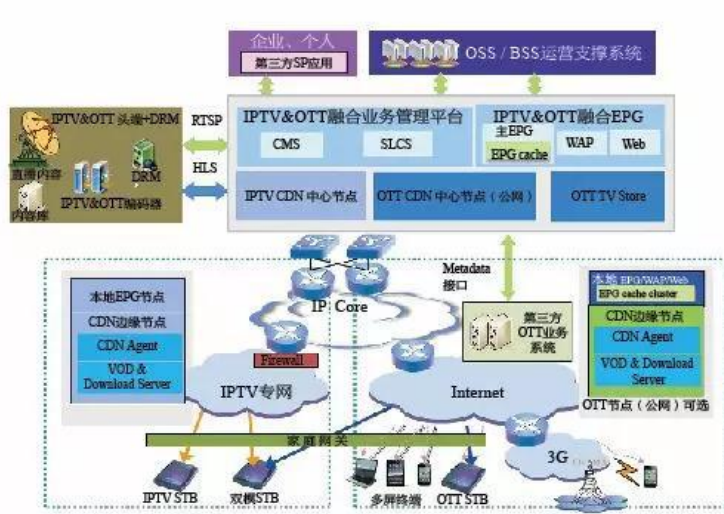 企业、个人
第三方SP应用
OSS / BSS运营支撑系统
IPTV&OTT 头端+DRM
直播内容
DRM
内容库
IPTV&OTT编码器
RTSP
HLS
IPTV&OTT融合业务管理平台
CMS
SLCS
IPTV&OTT融合EPG
主EPG
EPG cache
WAP
Web
IPTV CDN 中心节点
OTT CDN 中心节点（公网）
OTT TV Store
Metadata
接口
IP Core
本地EPG节点
CDN边缘节点
CDN Agent
VOD &
Download Server
Firewall
IPTV专网
第三方
OTT业务
系统
Internet
本地 EPG/WAP/Web
EPG cache cluster
CDN边缘节点
CDN Agent
VOD & Download
Server
OTT节点（公网）可选
家庭网关
3G
IPTV STB
双模STB
多屏终端
OTT STB